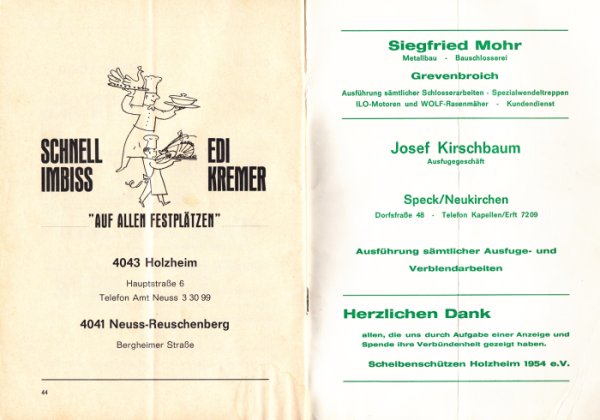 SCHNELL IMBISS
EDI KREMER
"AUF ALLEN FESTPLÄTZEN"
4043 Holzheim
Hauptstraße 6
Telefon Amt Neuss 3 30 99
4041 Neuss-Reuschenberg
Bergheimer Straße
44
Siegfried Mohr
Metallbau - Bauschlosserei
Grevenbroich
Ausführung sämtlicher Schlosserarbeiten - Spezialwendeltreppen
ILO-Motoren und WOLF-Rasenmäher - Kundendienst
Josef Kirschbaum
Ausfugegeschäft
Speck/Neukirchen
Dorfstraße 48 - Telefon Kapellen/Erft 7209
Ausführung sämtlicher Ausfuge- und
Verblendarbeiten
Herzlichen Dank
allen, die uns durch Aufgabe einer Anzeige und
Spende ihre Verbündenheit gezeigt haben.
Scheibenschützen Holzheim 1954 e.V.